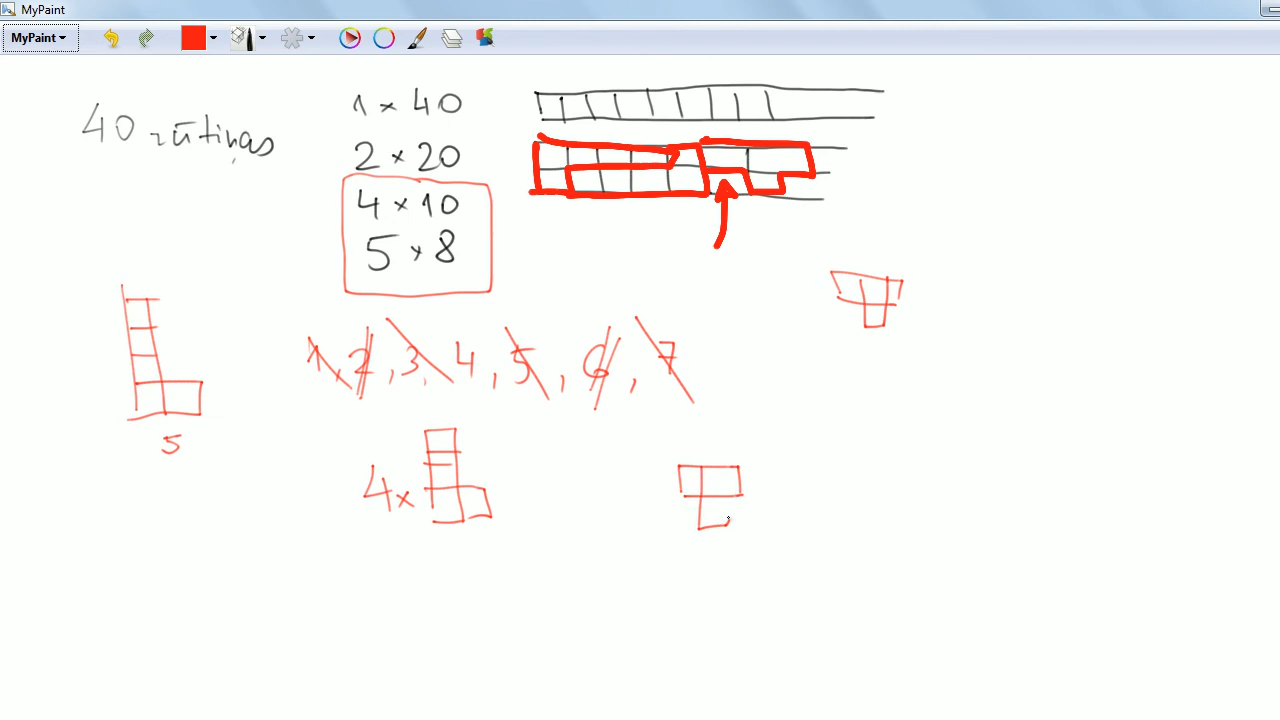 MyPaint
MyPaint
40 rūtiņas
1 × 40
2 × 20
4 × 10
5 × 8
1, 2, 3, 4, 5, 6, 7
5
4×